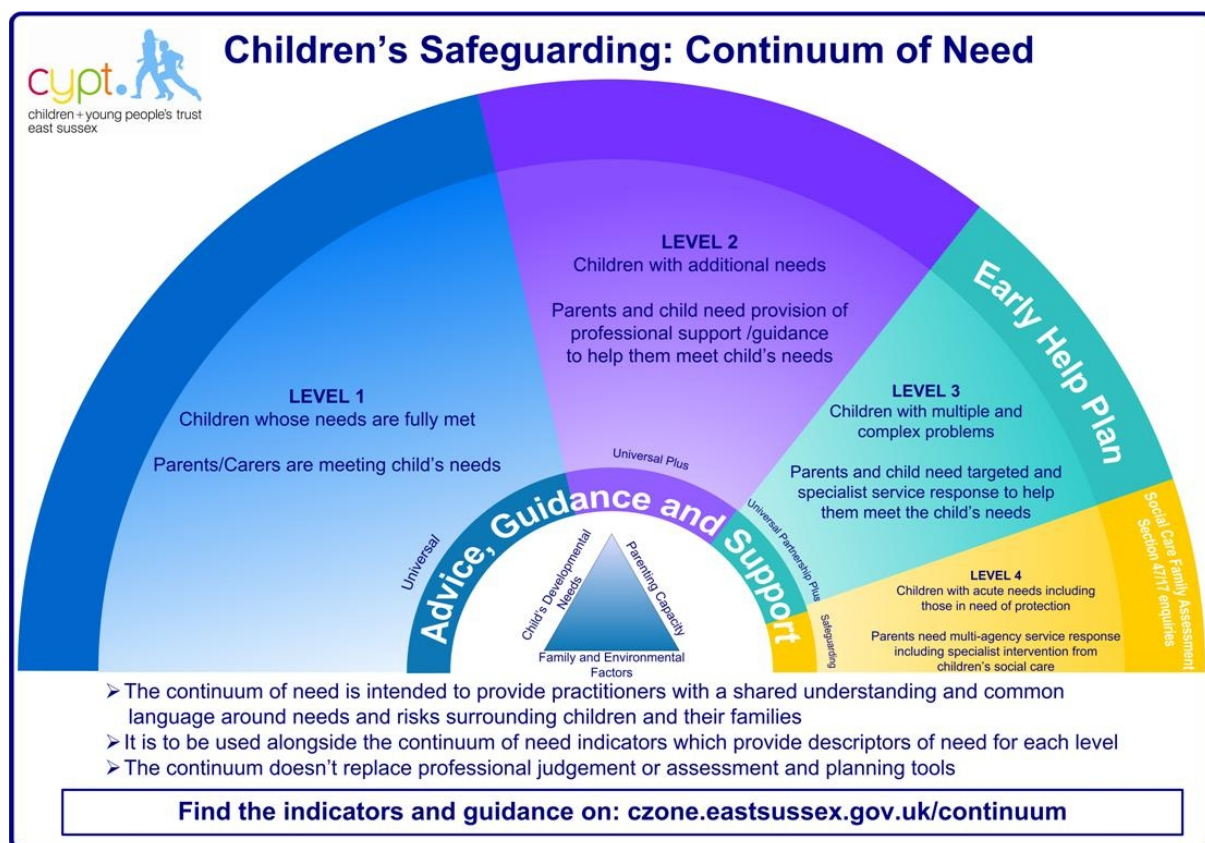 Children's Safeguarding: Continuum of Need
cypt.
children + young people's trust
east sussex
LEVEL 1
Children whose needs are fully met
Parents/Carers are meeting child's needs
LEVEL 2
Children with additional needs
Parents and child need provision of
professional support /guidance
to help them meet child's needs
Early Help Plan
LEVEL 3
Children with multiple and
complex problems
Parents and child need targeted and
specialist service response to help
them meet the child's needs
Social Care Family Assessment
Section 47/17 enquiries
LEVEL 4
Children with acute needs including
those in need of protection
Parents need multi-agency service response
including specialist intervention from
children's social care
Universal
Universal Plus
Universal Partnership Plus
Safeguarding
Advice, Guidance and Support
Child's Developmental
Needs
Parenting Capacity
Family and Environmental
Factors
➢ The continuum of need is intended to provide practitioners with a shared understanding and common
language around needs and risks surrounding children and their families
➢ It is to be used alongside the continuum of need indicators which provide descriptors of need for each level
➢ The continuum doesn't replace professional judgement or assessment and planning tools
Find the indicators and guidance on: czone.eastsussex.gov.uk/continuum